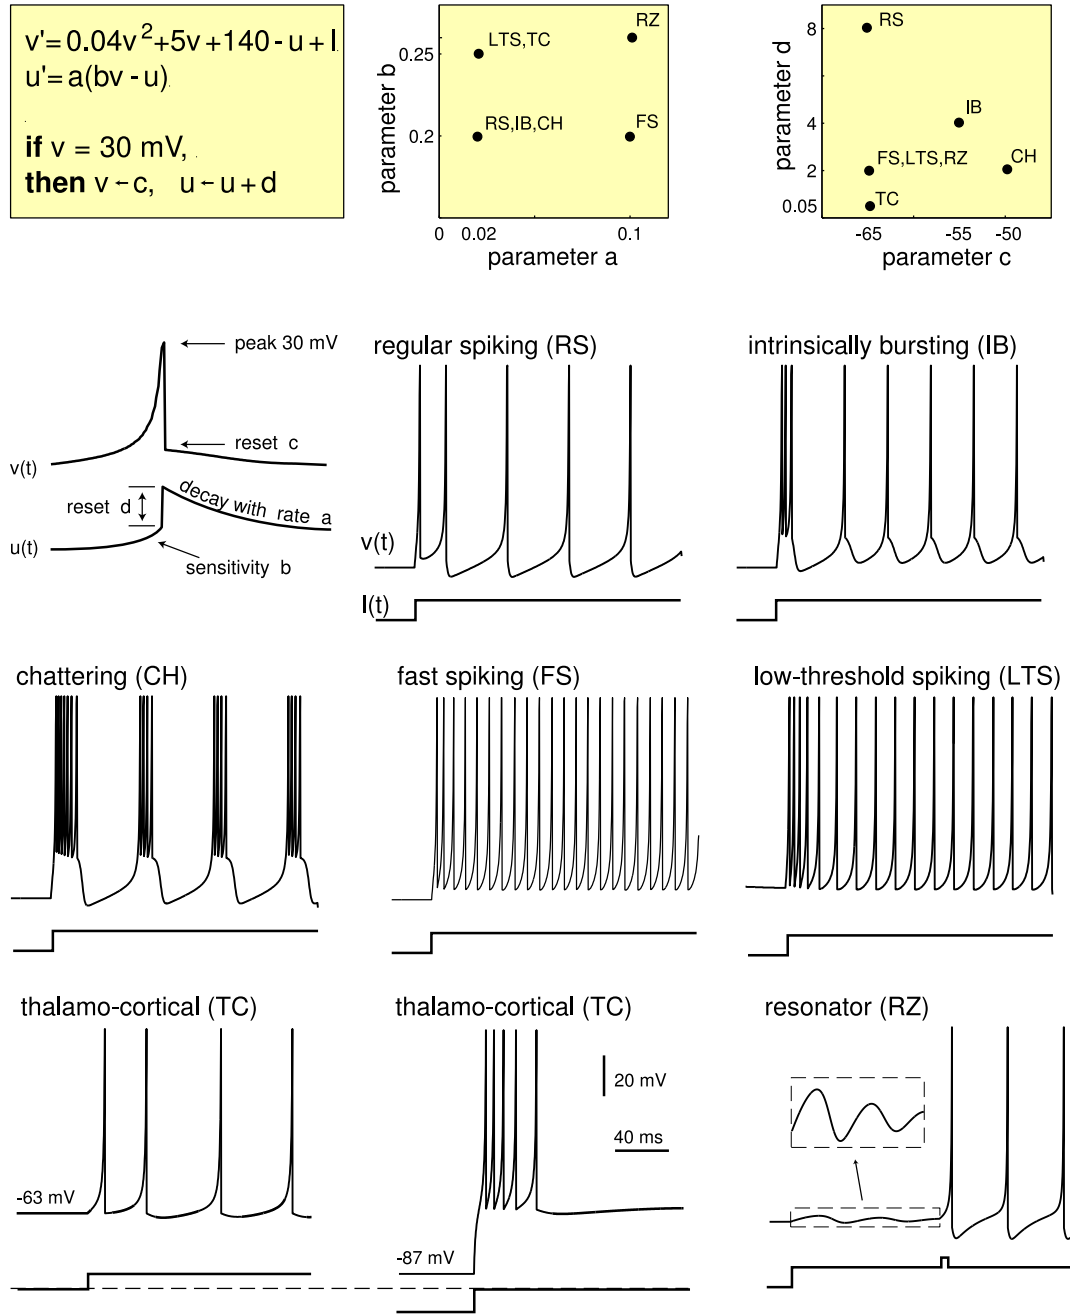 v'= 0.04v²+5v+140 - u + I
u'= a(bv - u)
if v = 30 mV,
then v ← c, u ← u + d
parameter b
0.25
0.2
RZ
LTS,TC
RS,IB,CH
FS
0
0.02
0.1
parameter a
parameter d
8
4
2
0.05
RS
IB
FS,LTS,RZ
CH
TC
-65
-55
-50
parameter c
peak 30 mV
reset c
v(t)
reset d
decay with rate a
u(t)
sensitivity b
regular spiking (RS)
v(t)
I(t)
intrinsically bursting (IB)
chattering (CH)
fast spiking (FS)
low-threshold spiking (LTS)
thalamo-cortical (TC)
-63 mV
thalamo-cortical (TC)
20 mV
40 ms
-87 mV
resonator (RZ)